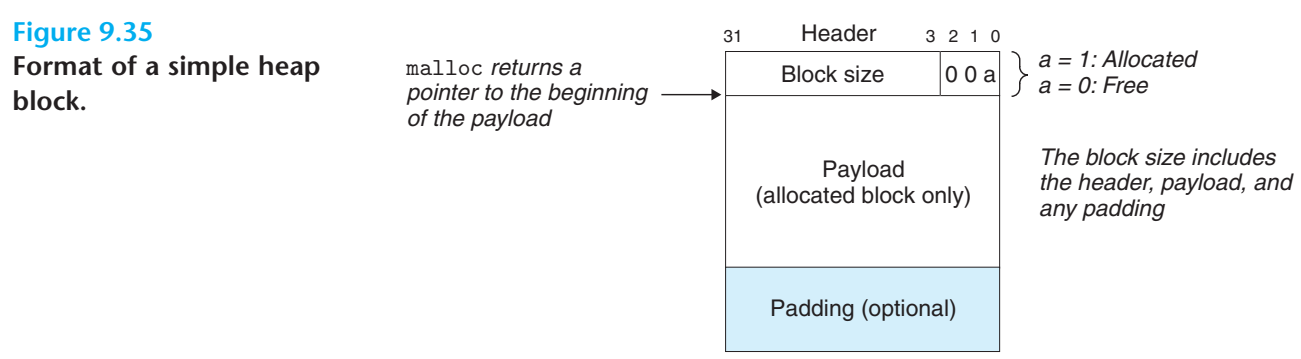 Figure 9.35
Format of a simple heap
block.
malloc returns a
pointer to the beginning
of the payload
31 Header 3 2 1 0
Block size 0 0 a
a = 1: Allocated
a = 0: Free
Payload
(allocated block only)
The block size includes
the header, payload, and
any padding
Padding (optional)